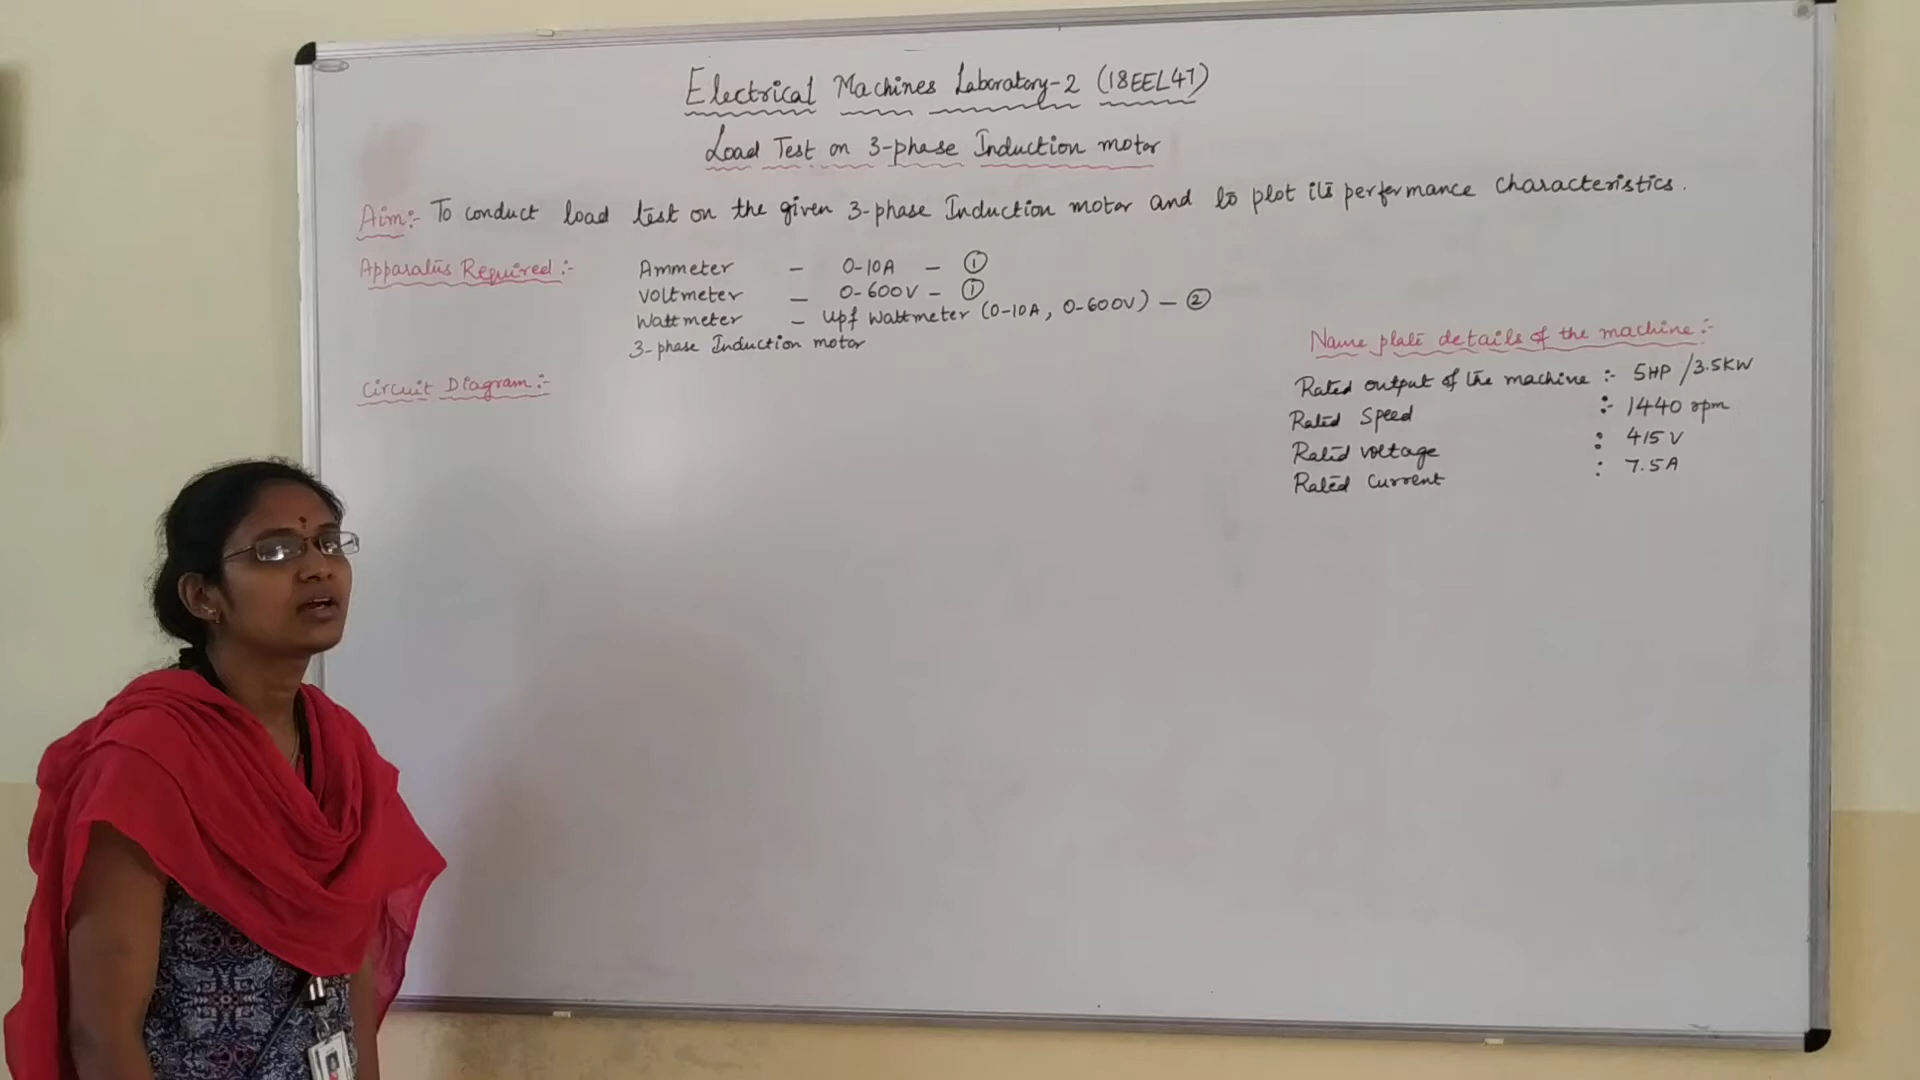 Electrical Machines Laboratory-2 (18EEL47)
Load Test on 3-phase Induction motor
Aim:- To conduct load test on the given 3-phase Induction motor and to plot its performance characteristics.
Apparatus Required:-
Ammeter - 0-10A - ①
Voltmeter - 0-600V - ①
Wattmeter - upf wattmeter (0-10A, 0-600V) - ②
3-phase Induction motor
Circuit Diagram:-
Name plate details of the machine:-
Rated output of the machine :- 5HP/3.5KW
Rated Speed :- 1440 rpm
Rated voltage : 415 V
Rated Current : 7.5A